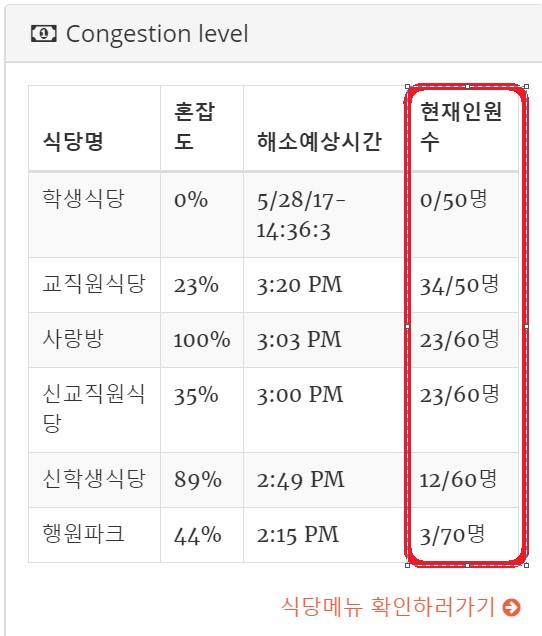 Congestion level
식당명 혼잡도 해소예상시간 현재인원수
학생식당 0% 5/28/17-14:36:3 0/50명
교직원식당 23% 3:20 PM 34/50명
사랑방 100% 3:03 PM 23/60명
신교직원식당 35% 3:00 PM 23/60명
신학생식당 89% 2:49 PM 12/60명
행원파크 44% 2:15 PM 3/70명
식당메뉴 확인하러가기